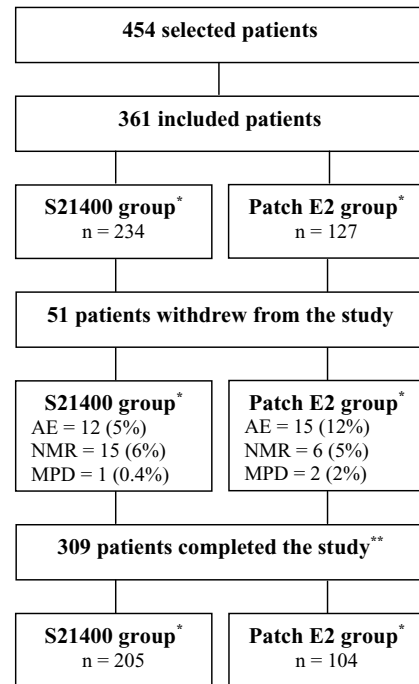 454 selected patients
361 included patients
S21400 group*
n = 234
Patch E2 group*
n = 127
51 patients withdrew from the study
S21400 group*
AE = 12 (5%)
NMR = 15 (6%)
MPD = 1 (0.4%)
Patch E2 group*
AE = 15 (12%)
NMR = 6 (5%)
MPD = 2 (2%)
309 patients completed the study**
S21400 group*
n = 205
Patch E2 group*
n = 104